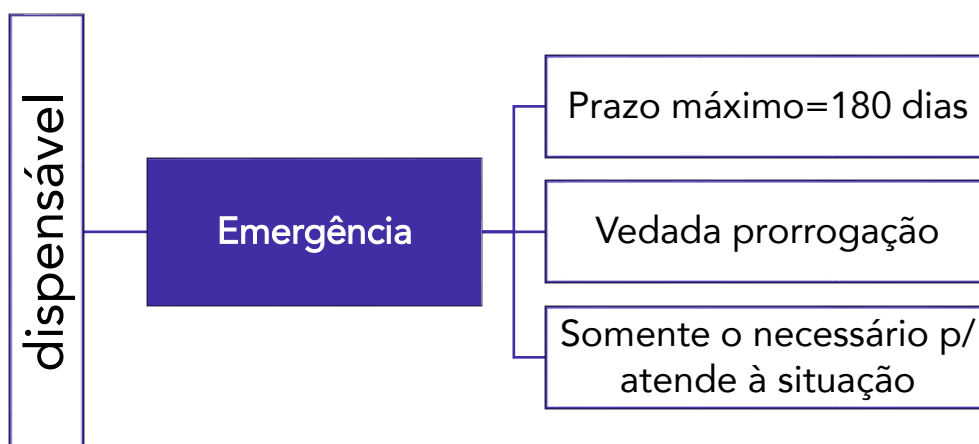 dispensável
Emergência
Prazo máximo=180 dias
Vedada prorrogação
Somente o necessário p/
atende à situação